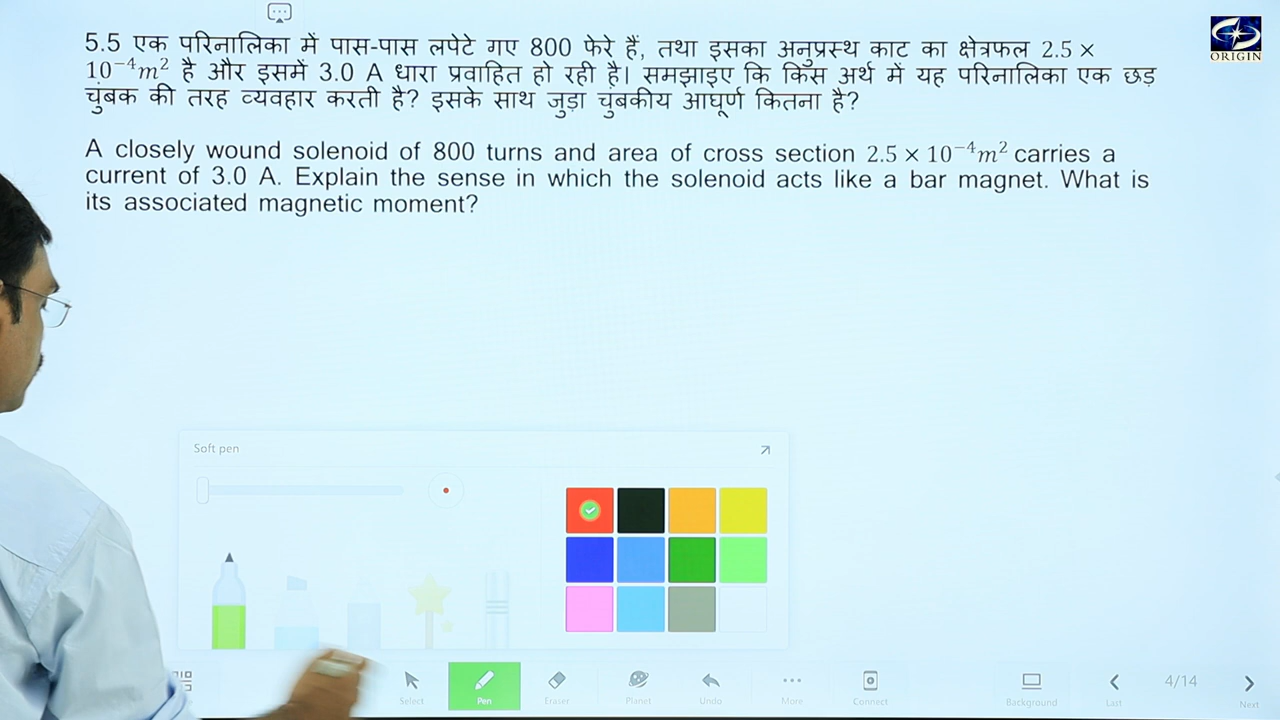 5.5 एक परिनालिका में पास-पास लपेटे गए 800 फेरे हैं, तथा इसका अनुप्रस्थ काट का क्षेत्रफल 2.5 ×
10⁻⁴m² है और इसमें 3.0 A धारा प्रवाहित हो रही है। समझाइए कि किस अर्थ में यह परिनालिका एक छड़
चुंबक की तरह व्यवहार करती है? इसके साथ जुड़ा चुंबकीय आघूर्ण कितना है?
ORIGIN
A closely wound solenoid of 800 turns and area of cross section 2.5 × 10⁻⁴m² carries a
current of 3.0 A. Explain the sense in which the solenoid acts like a bar magnet. What is
its associated magnetic moment?
Soft pen
Select Pen Eraser Planet Undo More Connect Background Last 4/14 Next